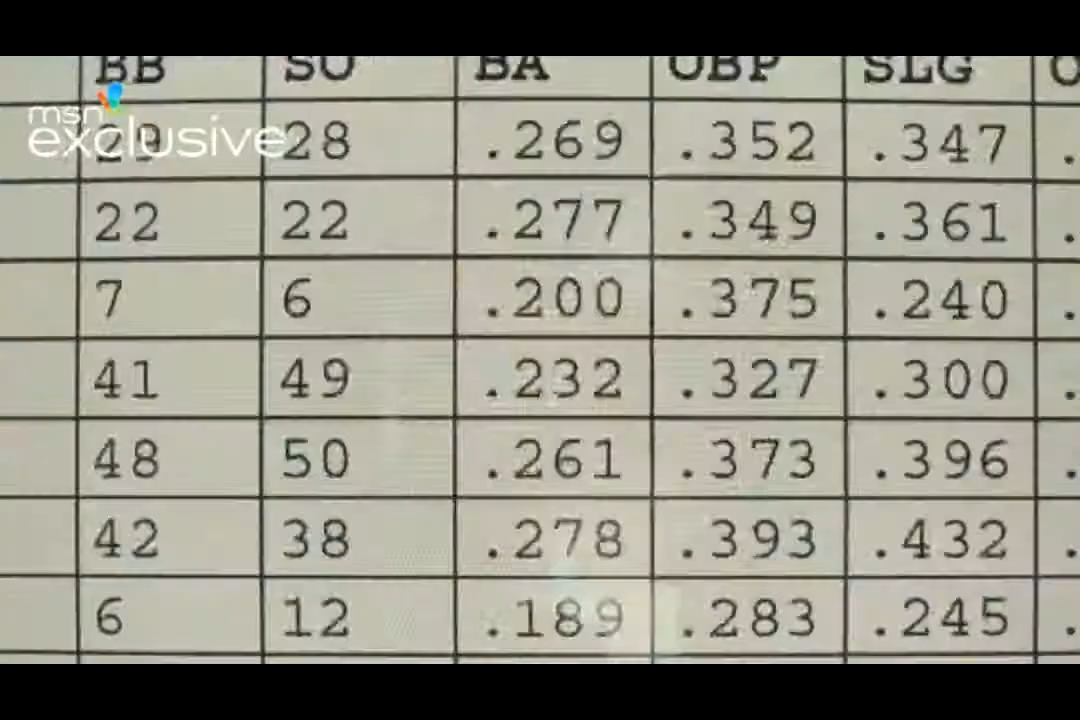 BB SO BA OBP SLG O
msn
exclusive
29 28 .269 .352 .347 .
22 22 .277 .349 .361 .
7 6 .200 .375 .240 .
41 49 .232 .327 .300 .
48 50 .261 .373 .396 .
42 38 .278 .393 .432 .
6 12 .189 .283 .245 .